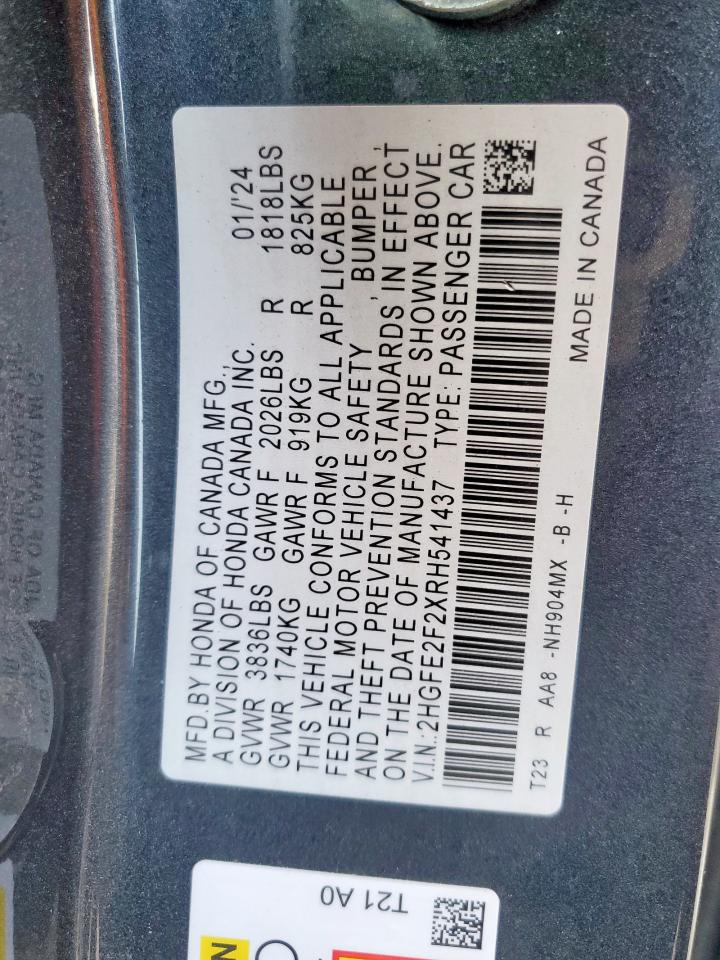 MFD.BY HONDA OF CANADA MFG., 01/'24
A DIVISION OF HONDA CANADA INC.
GVWR 3836LBS GAWR F 2026LBS R 1818LBS
GVWR 1740KG GAWR F 919KG R 825KG
THIS VEHICLE CONFORMS TO ALL APPLICABLE
FEDERAL MOTOR VEHICLE SAFETY, BUMPER,
AND THEFT PREVENTION STANDARDS, IN EFFECT
ON THE DATE OF MANUFACTURE SHOWN ABOVE.
V.I.N.:2HGFE2F2XRH541437 TYPE: PASSENGER CAR
T23 R AA8 -NH904MX -B -H
MADE IN CANADA
T21 A0